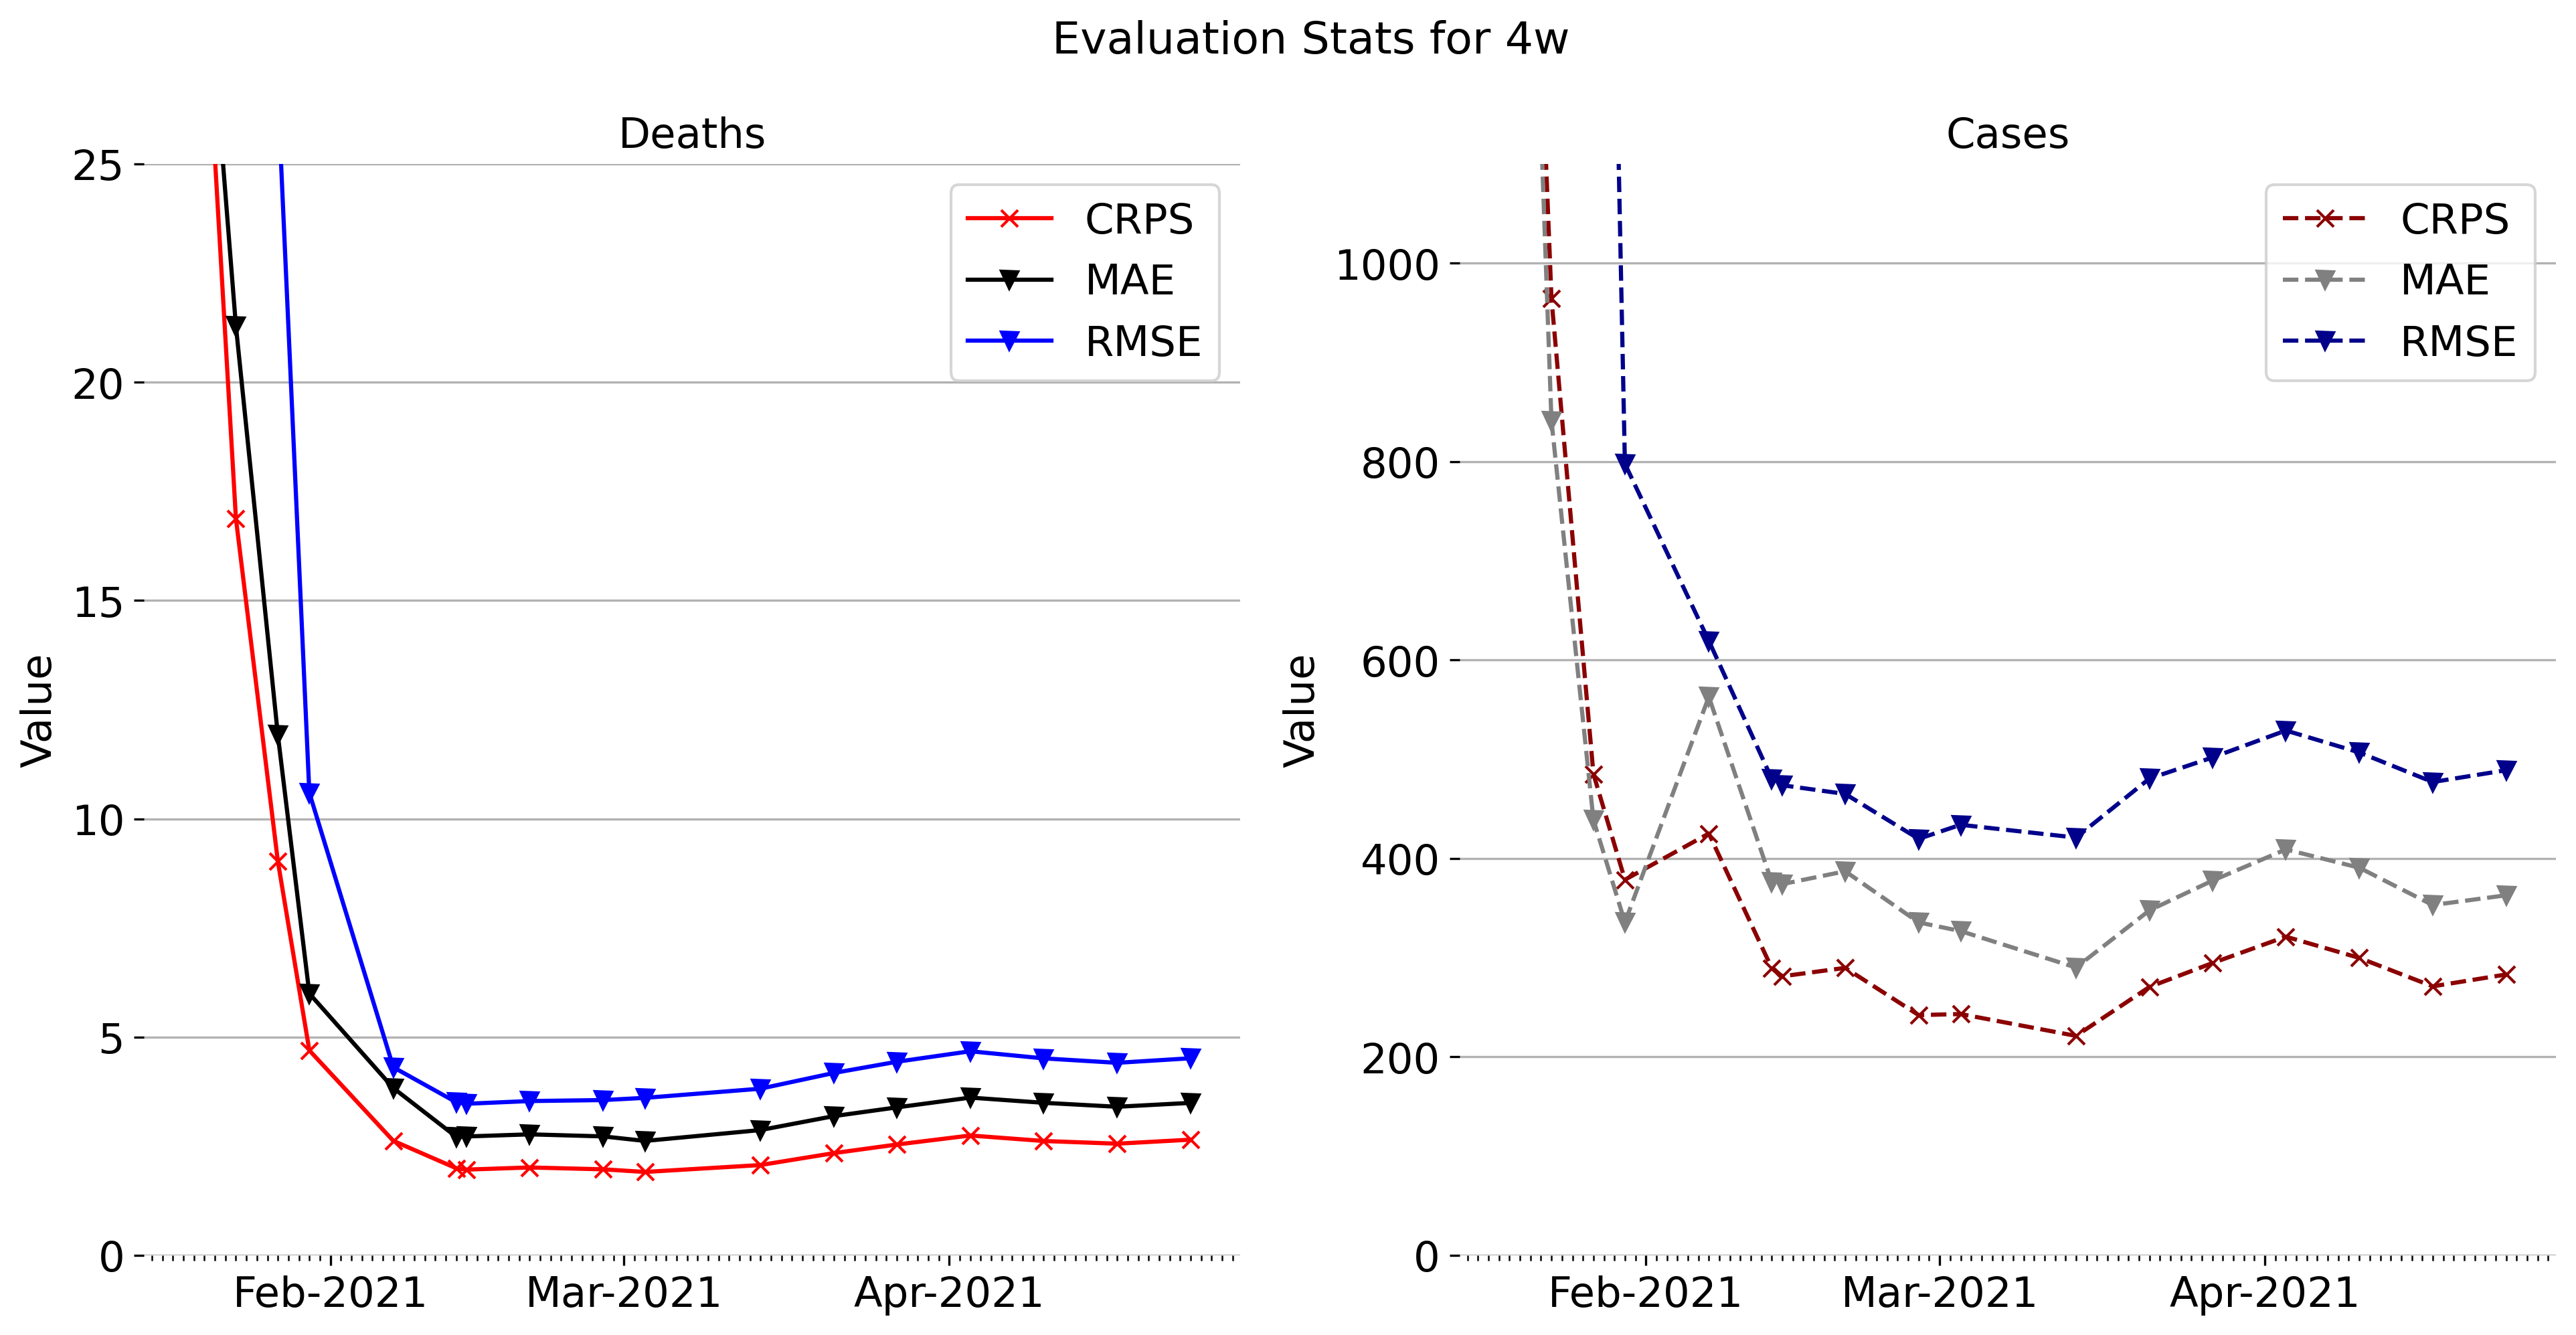 Evaluation Stats for 4w
Deaths
25
20
15
10
5
0
Value
Feb-2021
Mar-2021
Apr-2021
CRPS
MAE
RMSE
Cases
1000
800
600
400
200
0
Value
Feb-2021
Mar-2021
Apr-2021
CRPS
MAE
RMSE